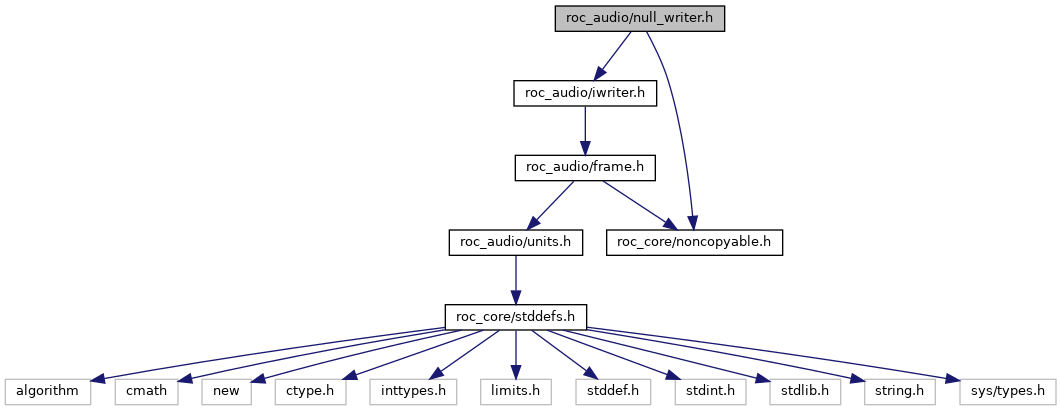 roc_audio/null_writer.h
roc_audio/iwriter.h
roc_audio/frame.h
roc_audio/units.h
roc_core/noncopyable.h
roc_core/stddefs.h
algorithm
cmath
new
ctype.h
inttypes.h
limits.h
stddef.h
stdint.h
stdlib.h
string.h
sys/types.h